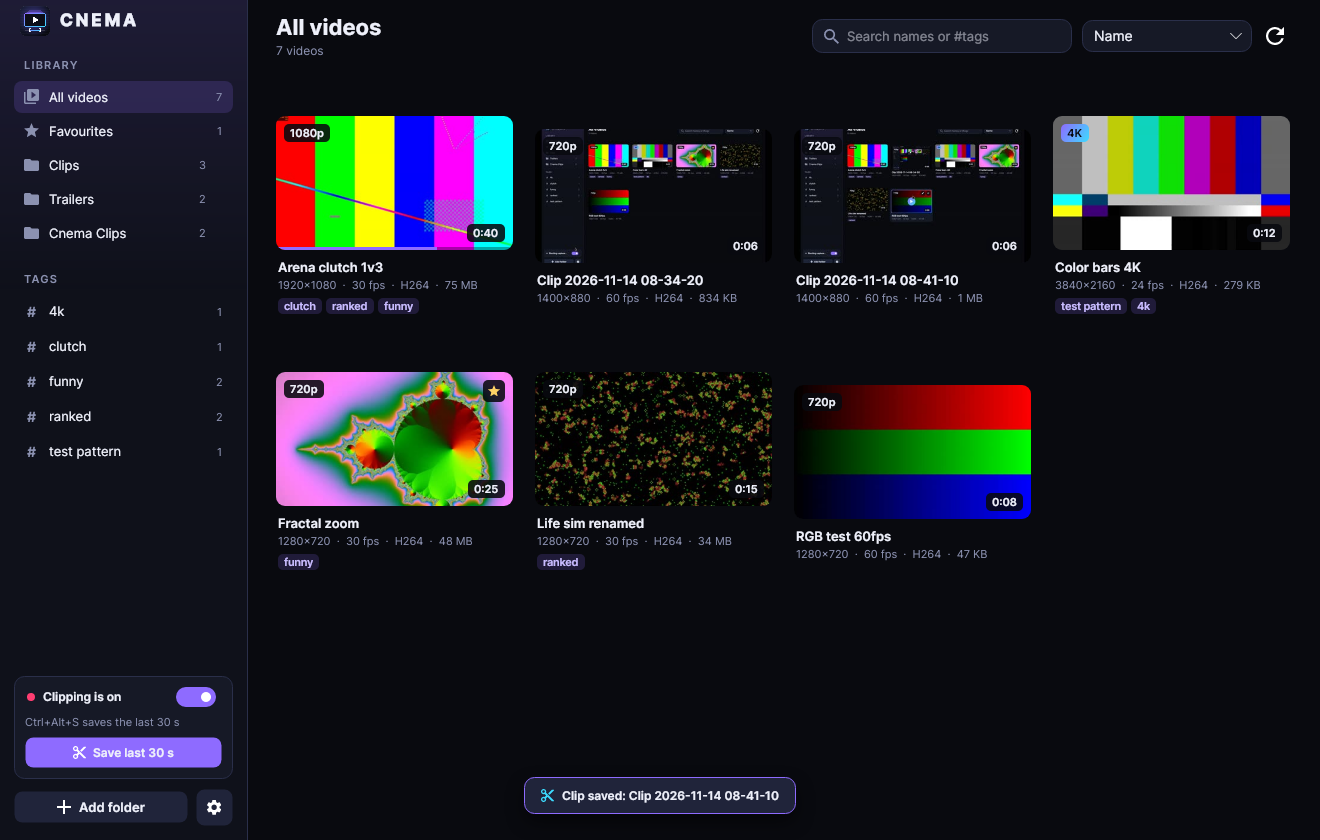 CNEMA
LIBRARY
All videos 7
Favourites 1
Clips 3
Trailers 2
Cnema Clips 2
TAGS
# 4k 1
# clutch 1
# funny 2
# ranked 2
# test pattern 1
Clipping is on
Ctrl+Alt+S saves the last 30 s
Save last 30 s
Add folder
All videos
7 videos
Search names or #tags
Name
1080p
0:40
Arena clutch 1v3
1920×1080 · 30 fps · H264 · 75 MB
clutch ranked funny
720p
0:06
Clip 2026-11-14 08-34-20
1400×880 · 60 fps · H264 · 834 KB
720p
0:06
Clip 2026-11-14 08-41-10
1400×880 · 60 fps · H264 · 1 MB
4K
0:12
Color bars 4K
3840×2160 · 24 fps · H264 · 279 KB
test pattern 4k
720p
0:25
Fractal zoom
1280×720 · 30 fps · H264 · 48 MB
funny
720p
0:15
Life sim renamed
1280×720 · 30 fps · H264 · 34 MB
ranked
720p
0:08
RGB test 60fps
1280×720 · 60 fps · H264 · 47 KB
Clip saved: Clip 2026-11-14 08-41-10